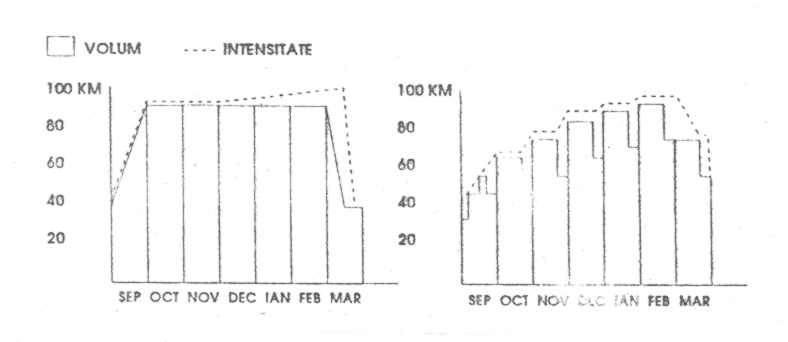 VOLUM
INTENSITATE
100 KM
80
60
40
20
SEP OCT NOV DEC IAN FEB MAR
100 KM
80
60
40
20
SEP OCT NOV DEC IAN FEB MAR